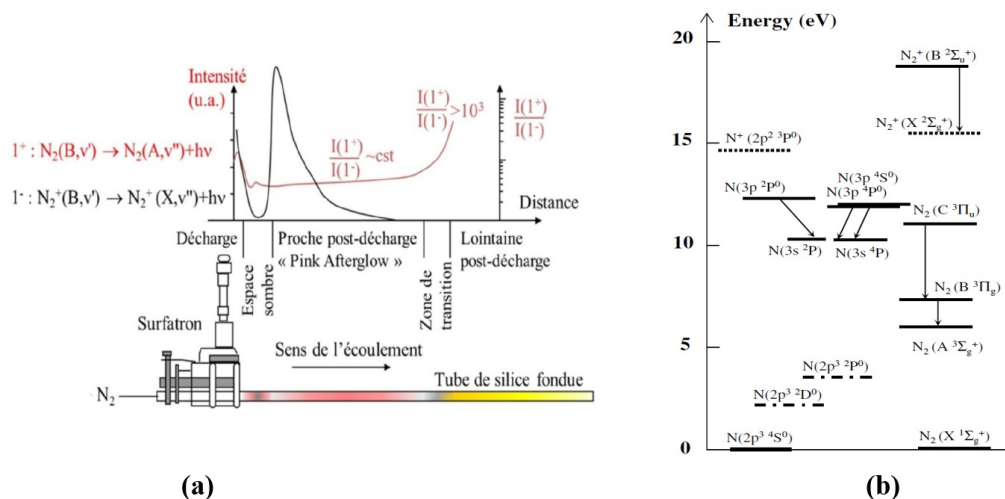 Intensité
(u.a.)
I(1⁺)
I(1⁻)
>10³
I(1⁺)
I(1⁻)
I(1⁺)
I(1⁻)
~cst
1⁺ : N₂(B,v') → N₂(A,v")+hν
1⁻ : N₂⁺(B,v') → N₂⁺(X,v")+hν
Distance
Décharge
Espace
sombre
Proche post-décharge
« Pink Afterglow »
Zone de
transition
Lointaine
post-décharge
Surfatron
Sens de l'écoulement
Tube de silice fondue
N₂
(a)
Energy (eV)
20
15
10
5
0
N₂⁺(B ²Σᵤ⁺)
N₂⁺(X ²Σg⁺)
N⁺(2p² ³P⁰)
N(3p ⁴S⁰)
N(3p ²P⁰)
N(3p ⁴P⁰)
N₂(C ³Πᵤ)
N(3s ²P)
N(3s ⁴P)
N₂(B ³Πg)
N₂(A ³Σg⁺)
N(2p³ ²P⁰)
N(2p³ ²D⁰)
N(2p³ ⁴S⁰)
N₂(X ¹Σg⁺)
(b)